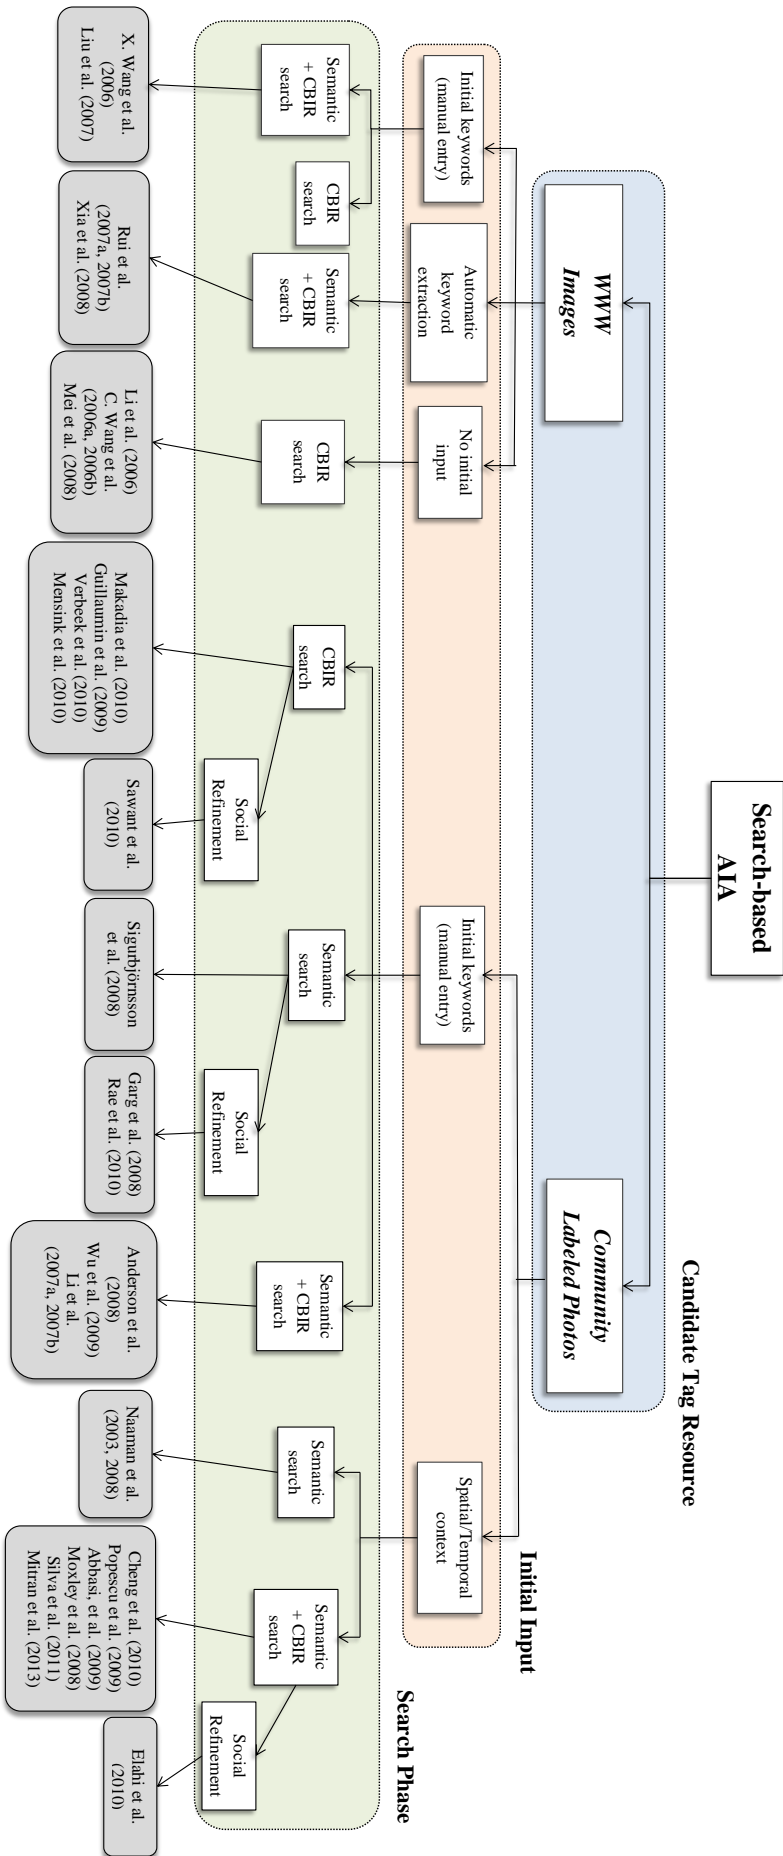 Search-based
AIA
Candidate Tag Resource
WWW
Images
Community
Labeled Photos
Initial Input
Initial keywords
(manual entry)
Automatic
keyword
extraction
No initial
input
Initial keywords
(manual entry)
Spatial/Temporal
context
Search Phase
Semantic
+ CBIR
search
CBIR
search
Semantic
+ CBIR
search
CBIR
search
CBIR
search
Social
Refinement
Semantic
search
Social
Refinement
Semantic
+ CBIR
search
Semantic
search
Semantic
+ CBIR
search
Social
Refinement
X. Wang et al.
(2006)
Liu et al. (2007)
Rui et al.
(2007a, 2007b)
Xia et al. (2008)
Li et al. (2006)
C. Wang et al.
(2006a, 2006b)
Mei et al. (2008)
Makadia et al. (2010)
Guillaumin et al. (2009)
Verbeek et al. (2010)
Mensink et al. (2010)
Sawant et al.
(2010)
Sigurbjörnsson
et al. (2008)
Garg et al. (2008)
Rae et al. (2010)
Anderson et al.
(2008)
Wu et al. (2009)
Li et al.
(2007a, 2007b)
Naaman et al.
(2003, 2008)
Cheng et al. (2010)
Popescu et al. (2009)
Abbasi, et al. (2009)
Moxley et al. (2008)
Silva et al. (2011)
Mitran et al. (2013)
Elahi et al.
(2010)